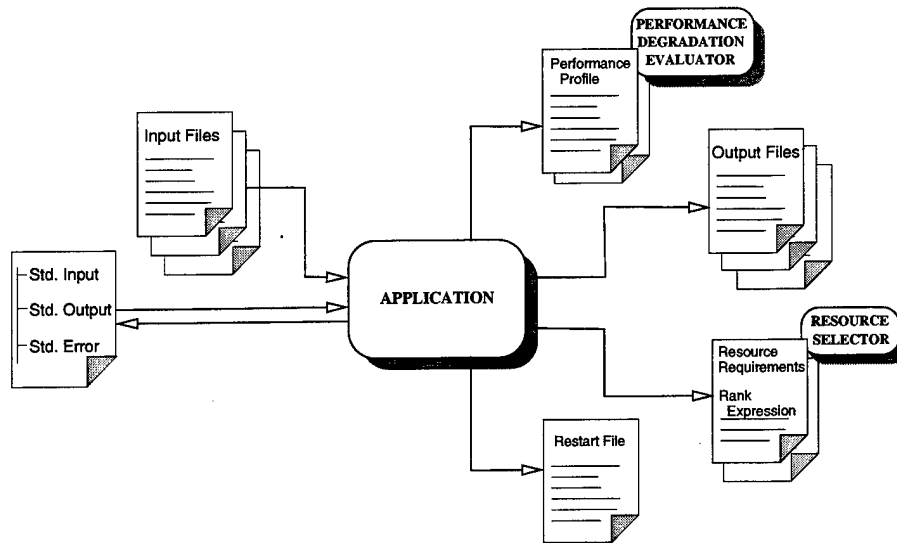 PERFORMANCE
DEGRADATION
EVALUATOR
Performance
Profile
Input Files
Output Files
Std. Input
Std. Output
Std. Error
APPLICATION
RESOURCE
SELECTOR
Resource
Requirements
Rank
Expression
Restart File